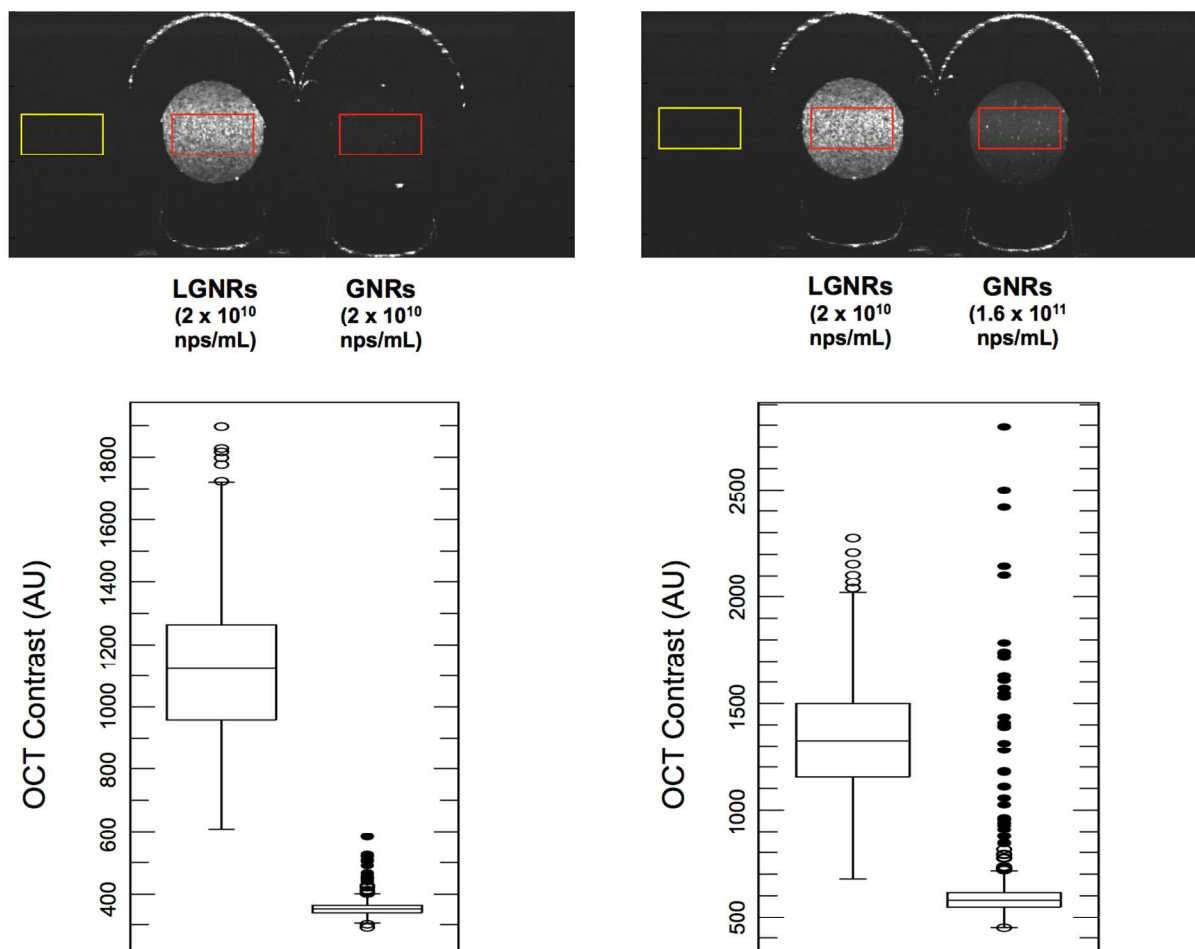 LGNRs
(2 x 10¹⁰
nps/mL)
GNRs
(2 x 10¹⁰
nps/mL)
LGNRs
(2 x 10¹⁰
nps/mL)
GNRs
(1.6 x 10¹¹
nps/mL)
OCT Contrast (AU)
1800
1600
1400
1200
1000
800
600
400
OCT Contrast (AU)
2500
2000
1500
1000
500